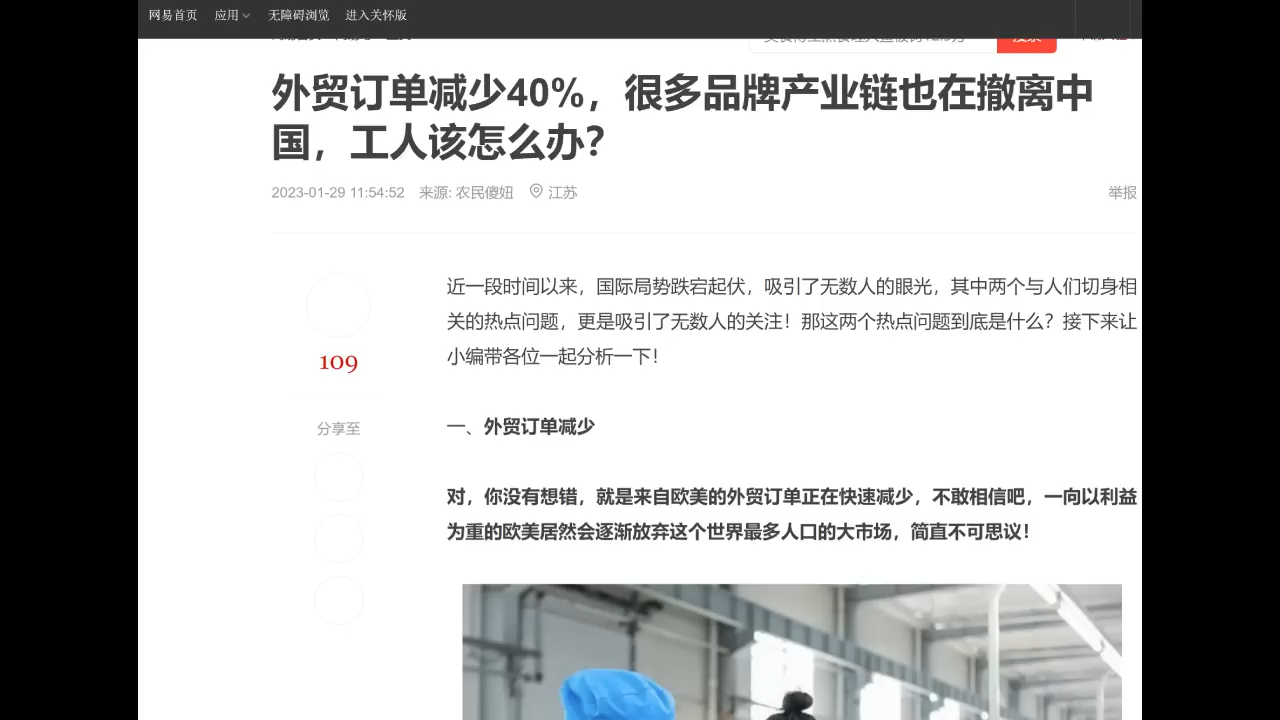 网易首页 应用 无障碍浏览 进入关怀版
外贸订单减少40%，很多品牌产业链也在撤离中
国，工人该怎么办？
2023-01-29 11:54:52 来源: 农民傻妞 江苏 举报
109
分享至
近一段时间以来，国际局势跌宕起伏，吸引了无数人的眼光，其中两个与人们切身相
关的热点问题，更是吸引了无数人的关注！那这两个热点问题到底是什么？接下来让
小编带各位一起分析一下！
一、外贸订单减少
对，你没有想错，就是来自欧美的外贸订单正在快速减少，不敢相信吧，一向以利益
为重的欧美居然会逐渐放弃这个世界最多人口的大市场，简直不可思议！